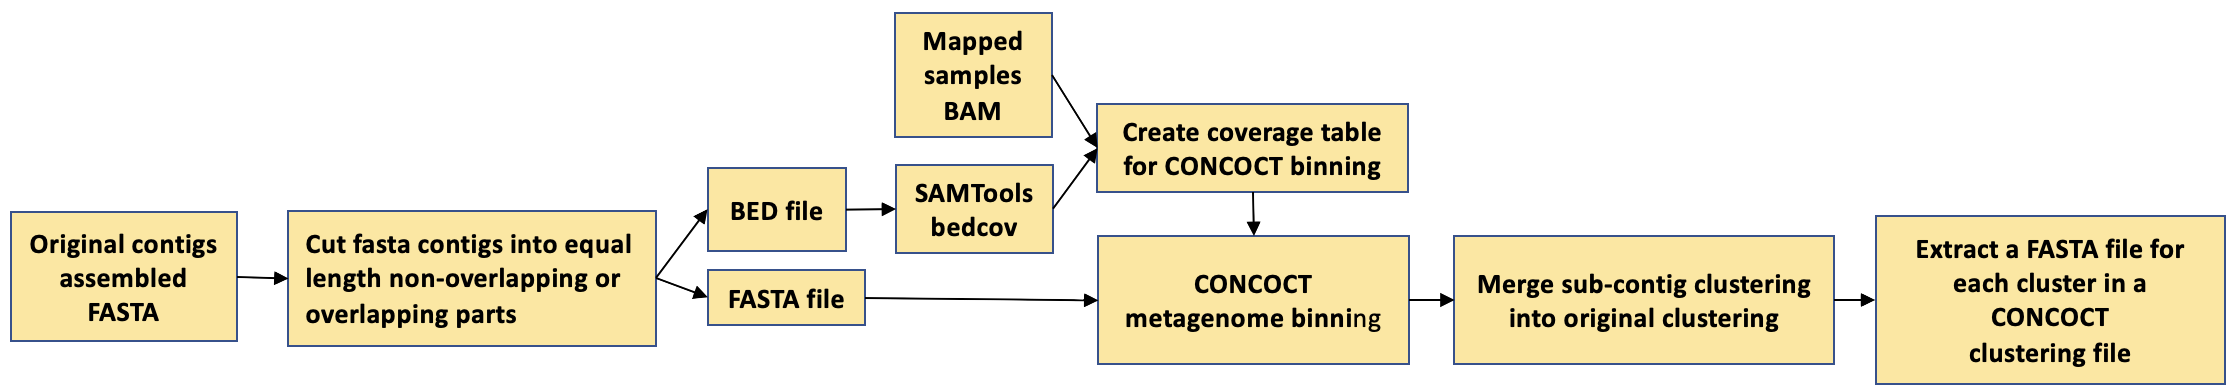 Original contigs
assembled
FASTA
Cut fasta contigs into equal
length non-overlapping or
overlapping parts
BED file
FASTA file
Mapped
samples
BAM
SAMTools
bedcov
Create coverage table
for CONCOCT binning
CONCOCT
metagenome binning
Merge sub-contig clustering
into original clustering
Extract a FASTA file for
each cluster in a
CONCOCT
clustering file